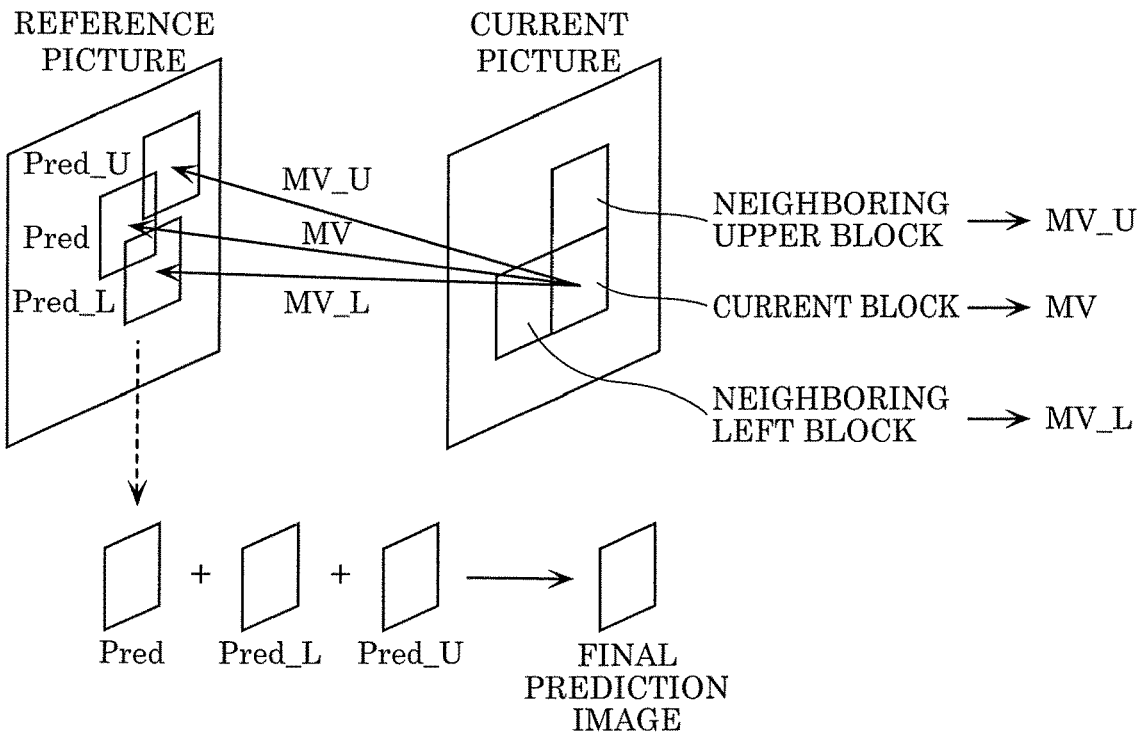 REFERENCE
PICTURE
CURRENT
PICTURE
Pred_U
Pred
Pred_L
MV_U
MV
MV_L
NEIGHBORING
UPPER BLOCK
MV_U
CURRENT BLOCK
MV
NEIGHBORING
LEFT BLOCK
MV_L
+
+
Pred
Pred_L
Pred_U
FINAL
PREDICTION
IMAGE